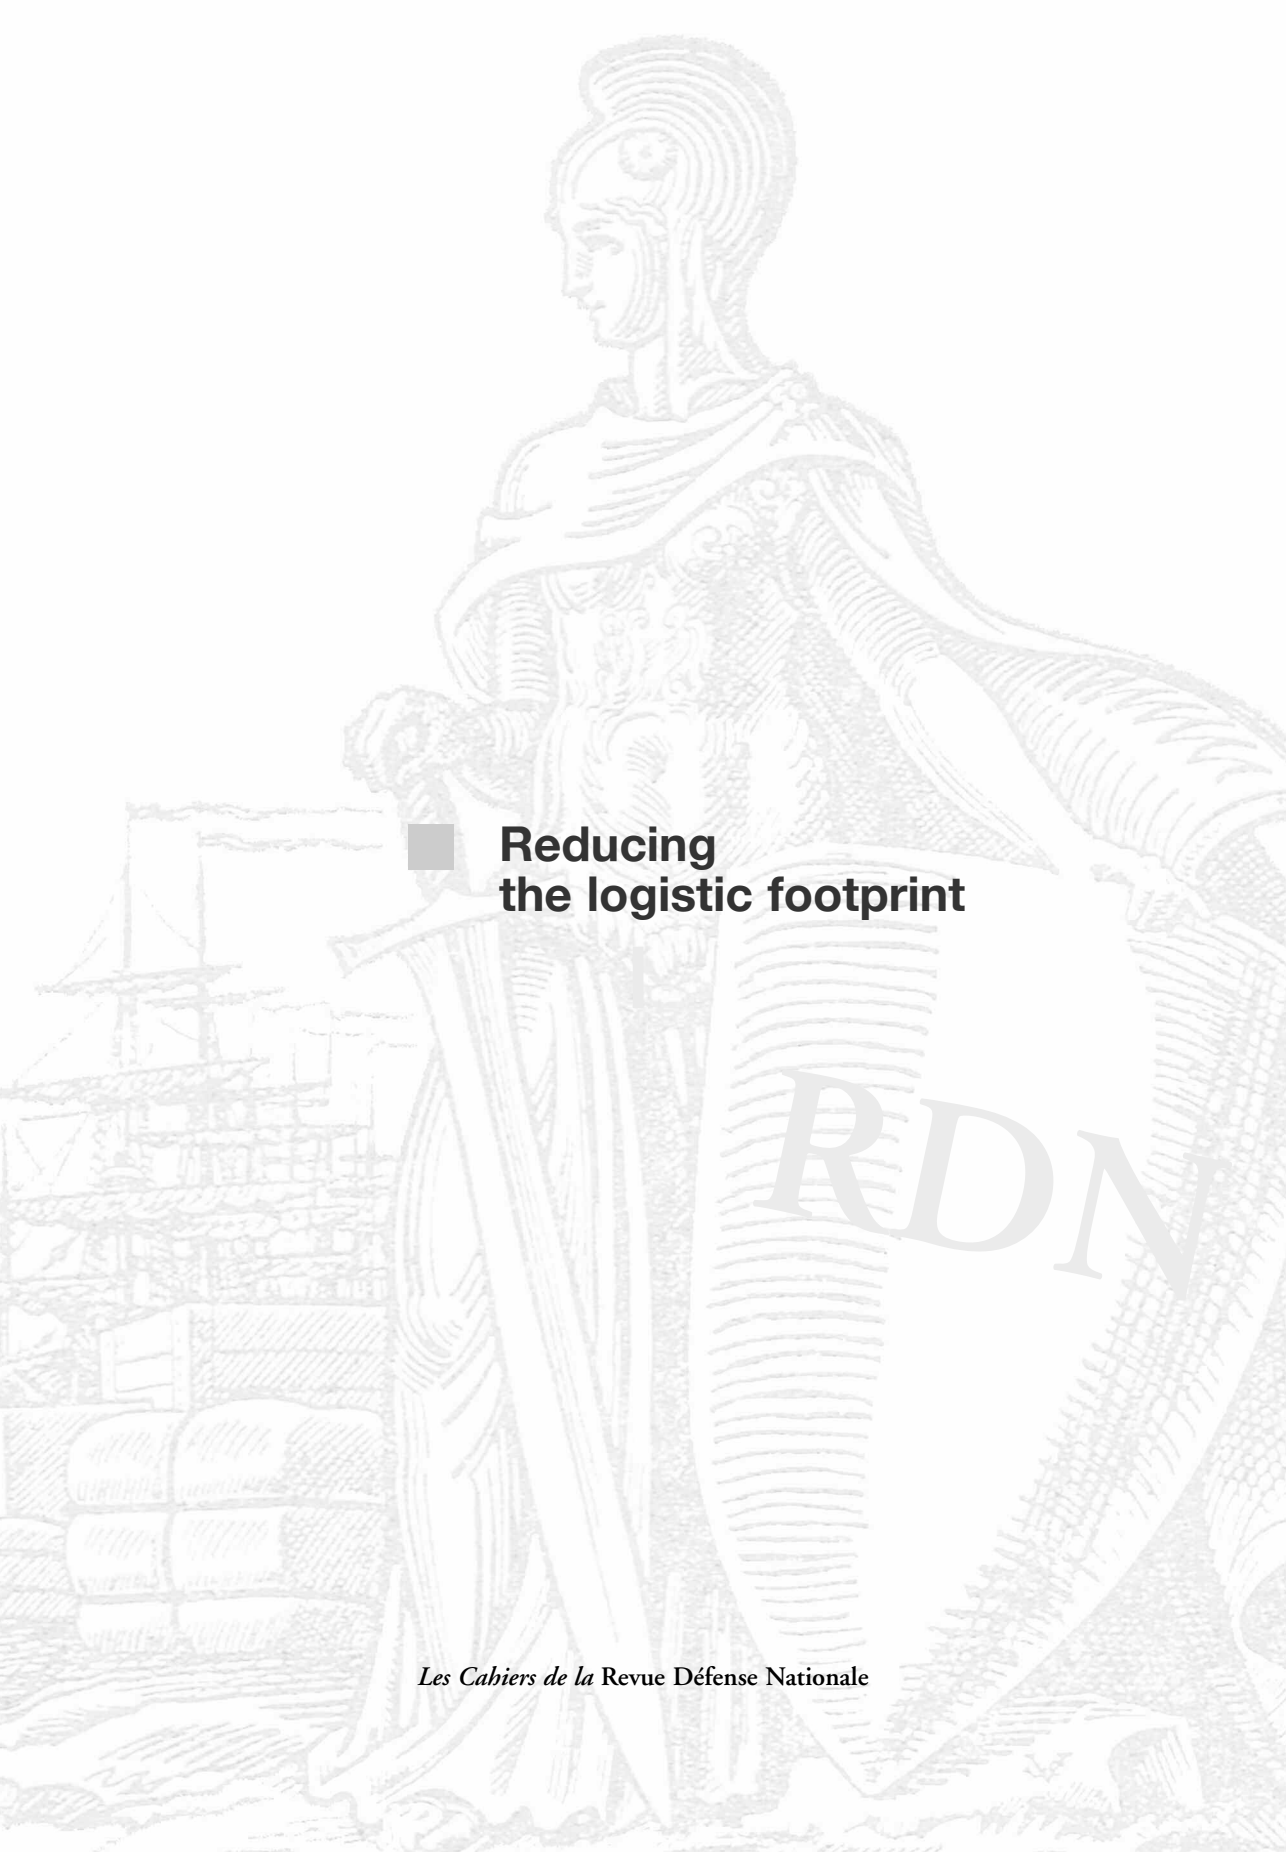 Reducing
the logistic footprint
RDN
Les Cahiers de la Revue Défense Nationale